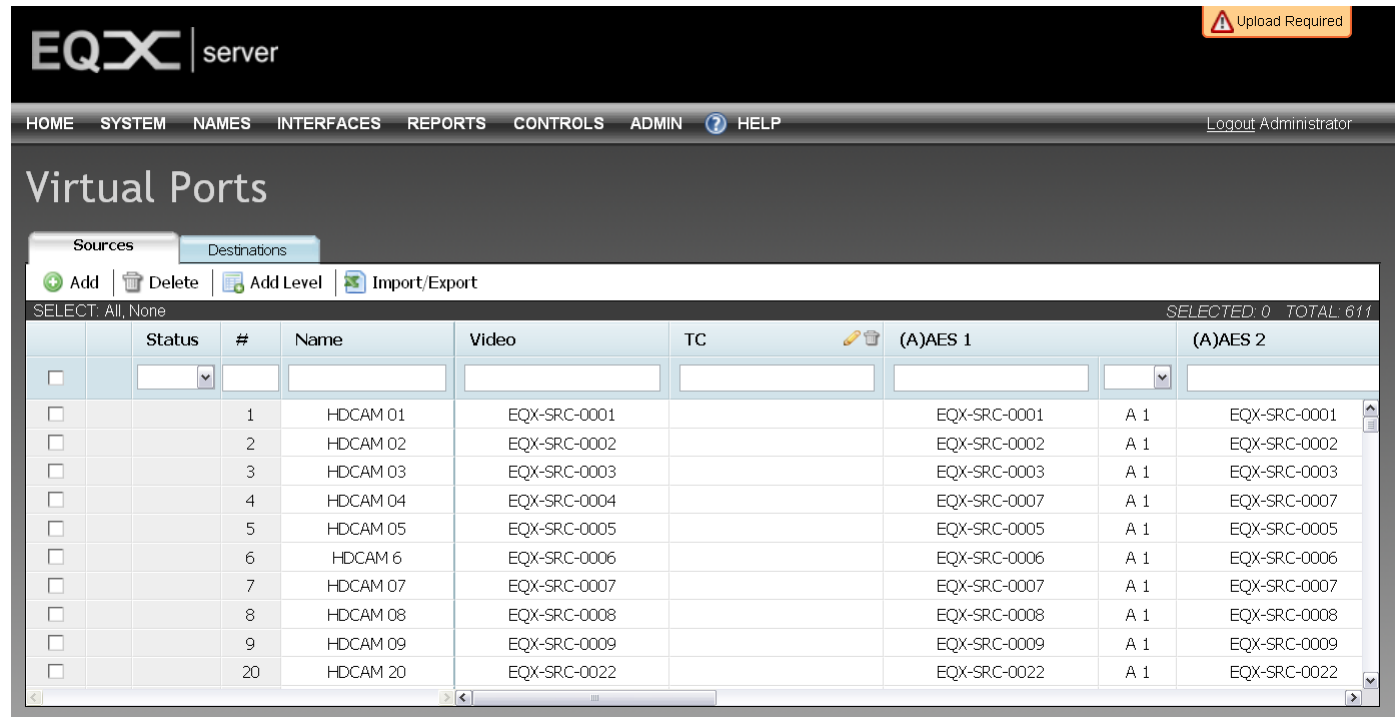 Upload Required
EQX server
HOME SYSTEM NAMES INTERFACES REPORTS CONTROLS ADMIN ? HELP Logout Administrator
Virtual Ports
Sources Destinations
Add Delete Add Level Import/Export
SELECT: All, None SELECTED: 0 TOTAL: 611
Status # Name Video TC (A)AES 1 (A)AES 2
1 HDCAM 01 EQX-SRC-0001 EQX-SRC-0001 A 1 EQX-SRC-0001
2 HDCAM 02 EQX-SRC-0002 EQX-SRC-0002 A 1 EQX-SRC-0002
3 HDCAM 03 EQX-SRC-0003 EQX-SRC-0003 A 1 EQX-SRC-0003
4 HDCAM 04 EQX-SRC-0004 EQX-SRC-0007 A 1 EQX-SRC-0007
5 HDCAM 05 EQX-SRC-0005 EQX-SRC-0005 A 1 EQX-SRC-0005
6 HDCAM 6 EQX-SRC-0006 EQX-SRC-0006 A 1 EQX-SRC-0006
7 HDCAM 07 EQX-SRC-0007 EQX-SRC-0007 A 1 EQX-SRC-0007
8 HDCAM 08 EQX-SRC-0008 EQX-SRC-0008 A 1 EQX-SRC-0008
9 HDCAM 09 EQX-SRC-0009 EQX-SRC-0009 A 1 EQX-SRC-0009
20 HDCAM 20 EQX-SRC-0022 EQX-SRC-0022 A 1 EQX-SRC-0022